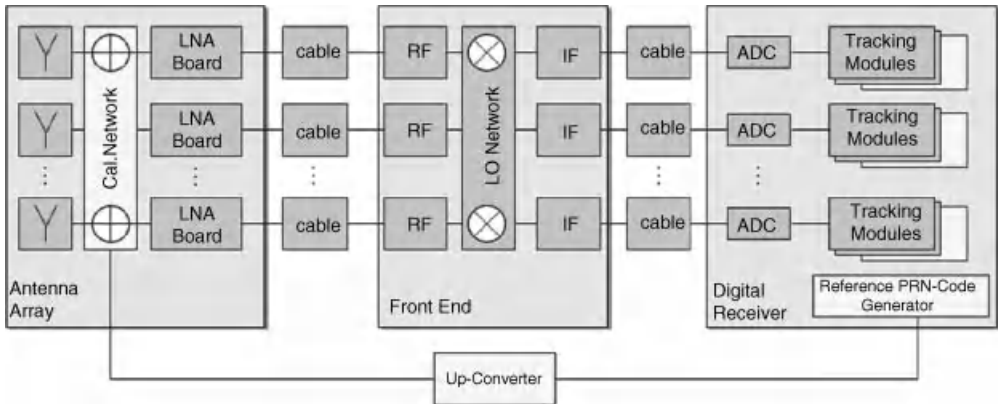 LNA Board cable RF IF cable ADC Tracking Modules
LNA Board cable RF IF cable ADC Tracking Modules
LNA Board cable RF IF cable ADC Tracking Modules
Cal.Network
LO Network
Antenna
Array
Front End
Digital
Receiver
Reference PRN-Code
Generator
Up-Converter